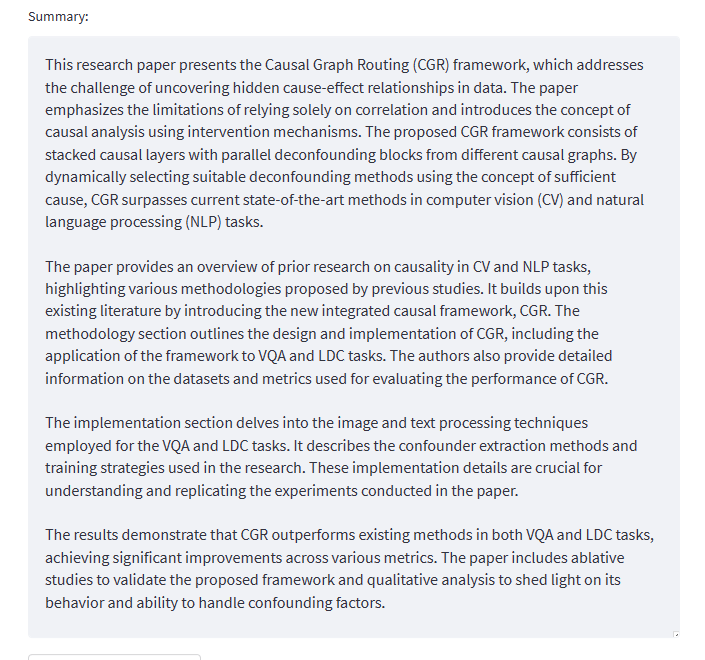 Summary:
This research paper presents the Causal Graph Routing (CGR) framework, which addresses
the challenge of uncovering hidden cause-effect relationships in data. The paper
emphasizes the limitations of relying solely on correlation and introduces the concept of
causal analysis using intervention mechanisms. The proposed CGR framework consists of
stacked causal layers with parallel deconfounding blocks from different causal graphs. By
dynamically selecting suitable deconfounding methods using the concept of sufficient
cause, CGR surpasses current state-of-the-art methods in computer vision (CV) and natural
language processing (NLP) tasks.
The paper provides an overview of prior research on causality in CV and NLP tasks,
highlighting various methodologies proposed by previous studies. It builds upon this
existing literature by introducing the new integrated causal framework, CGR. The
methodology section outlines the design and implementation of CGR, including the
application of the framework to VQA and LDC tasks. The authors also provide detailed
information on the datasets and metrics used for evaluating the performance of CGR.
The implementation section delves into the image and text processing techniques
employed for the VQA and LDC tasks. It describes the confounder extraction methods and
training strategies used in the research. These implementation details are crucial for
understanding and replicating the experiments conducted in the paper.
The results demonstrate that CGR outperforms existing methods in both VQA and LDC tasks,
achieving significant improvements across various metrics. The paper includes ablative
studies to validate the proposed framework and qualitative analysis to shed light on its
behavior and ability to handle confounding factors.